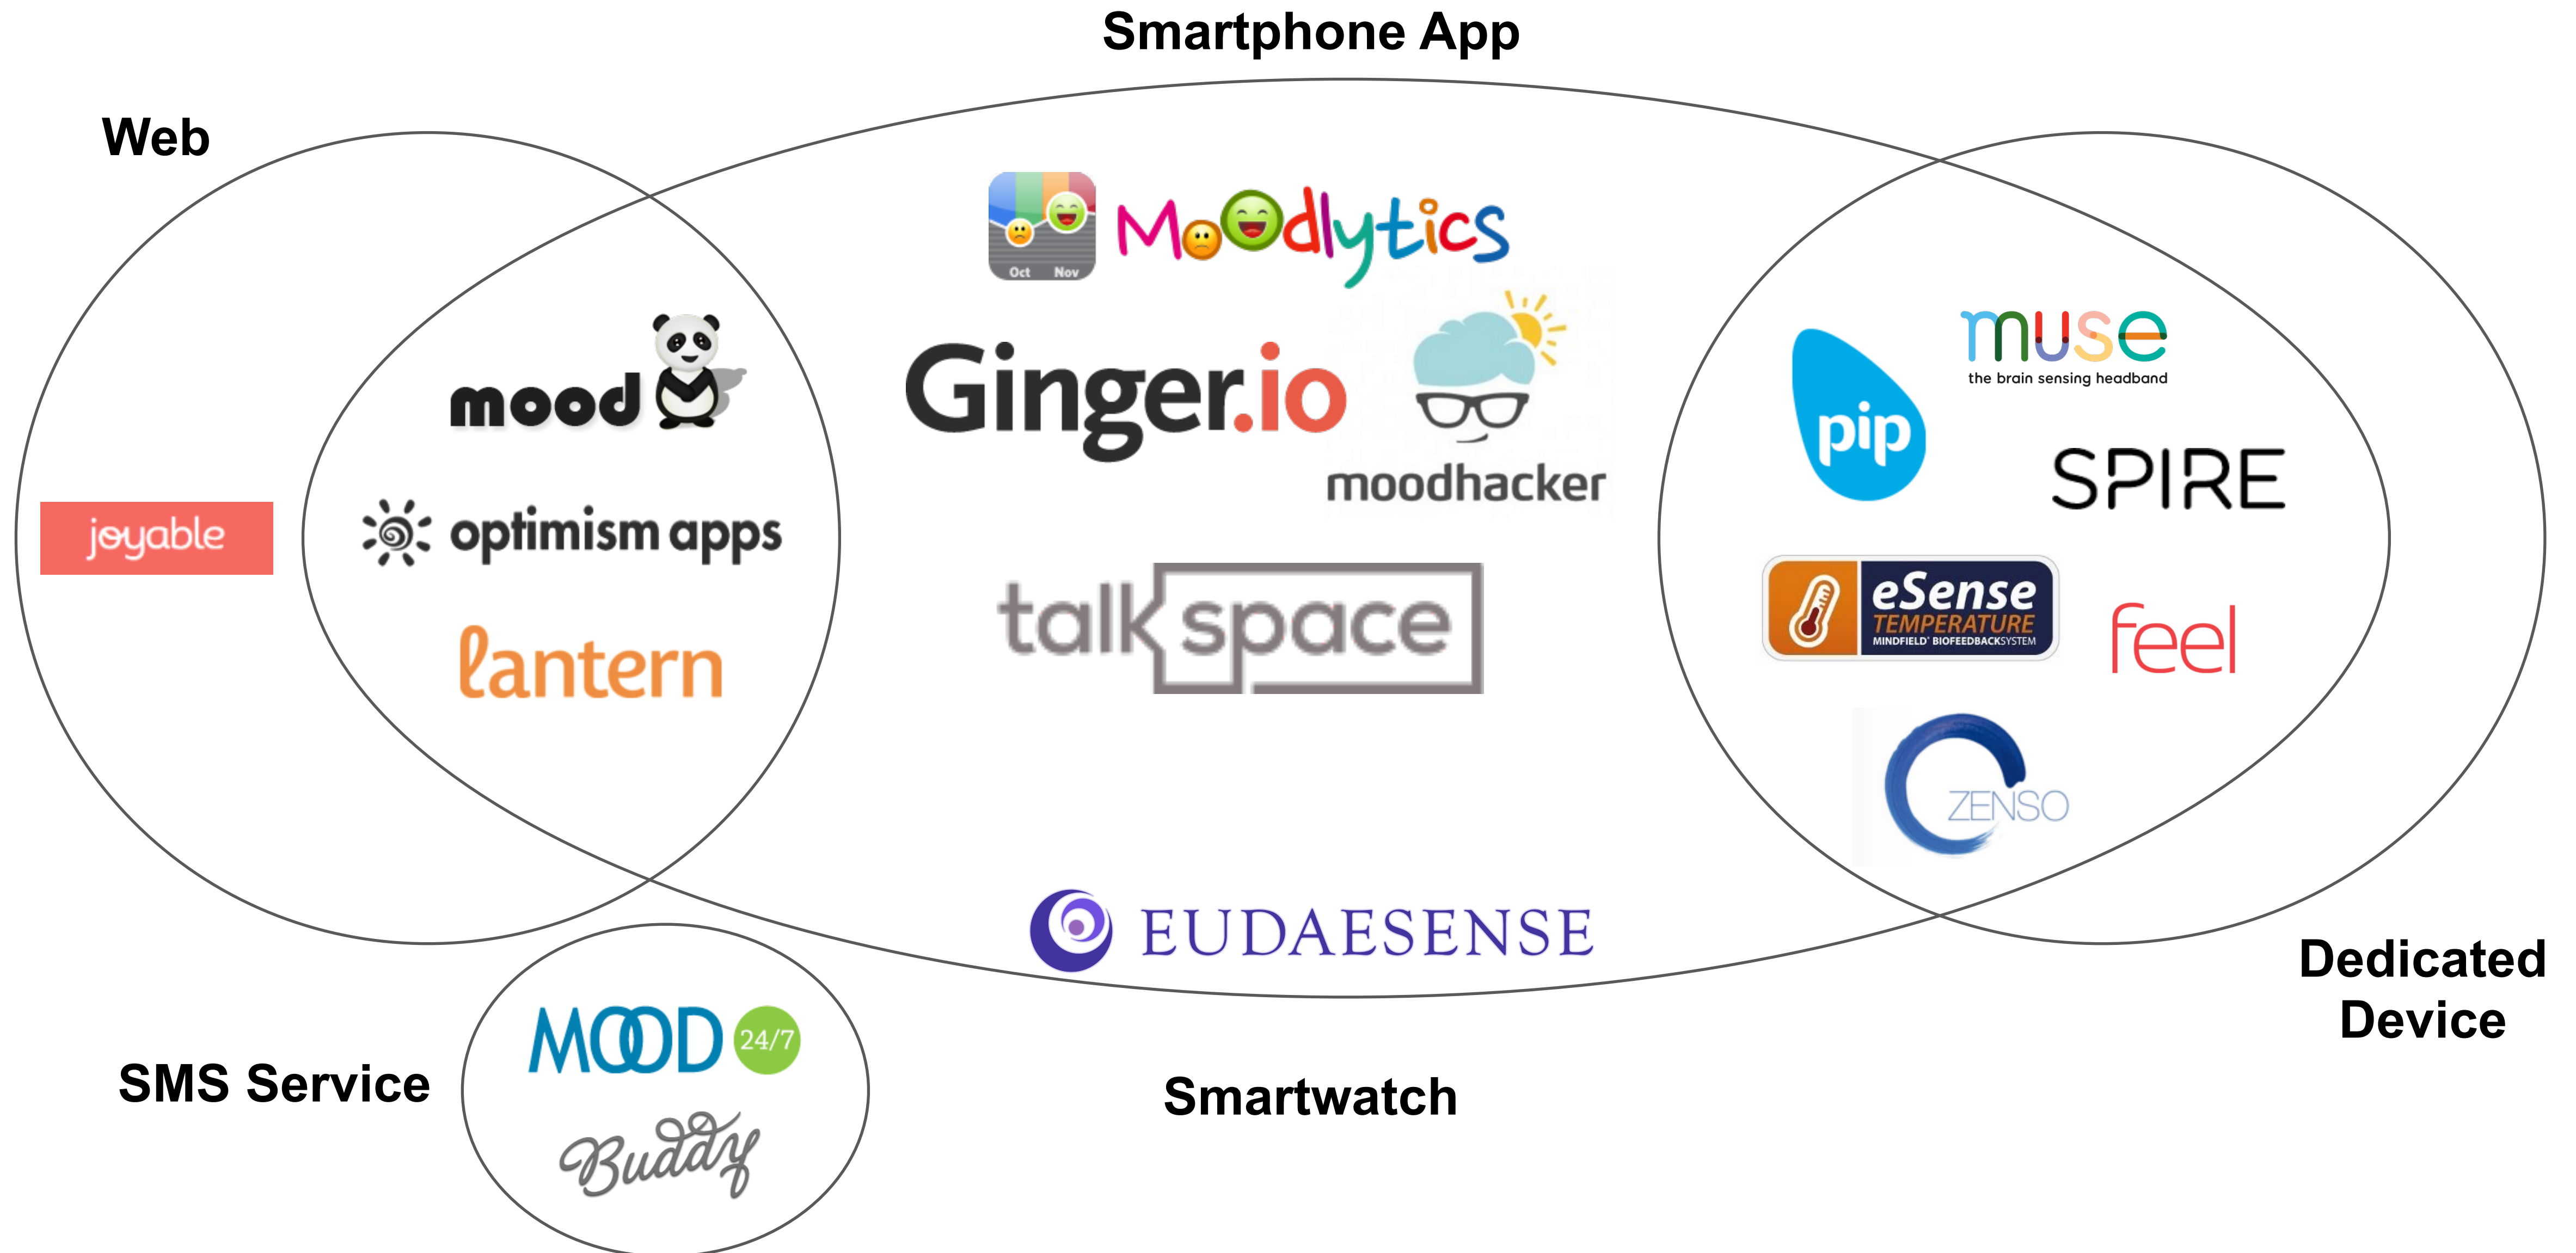 Smartphone App
Web
Oct Nov
Moodlytics
mood
Ginger.io
moodhacker
joyable
optimism apps
lantern
talkspace
pip
muse
the brain sensing headband
SPIRE
eSense
TEMPERATURE
MINDFIELD® BIOFEEDBACKSYSTEM
feel
ZENSO
EUDAESENSE
Dedicated
Device
SMS Service
MOOD 24/7
Buddy
Smartwatch